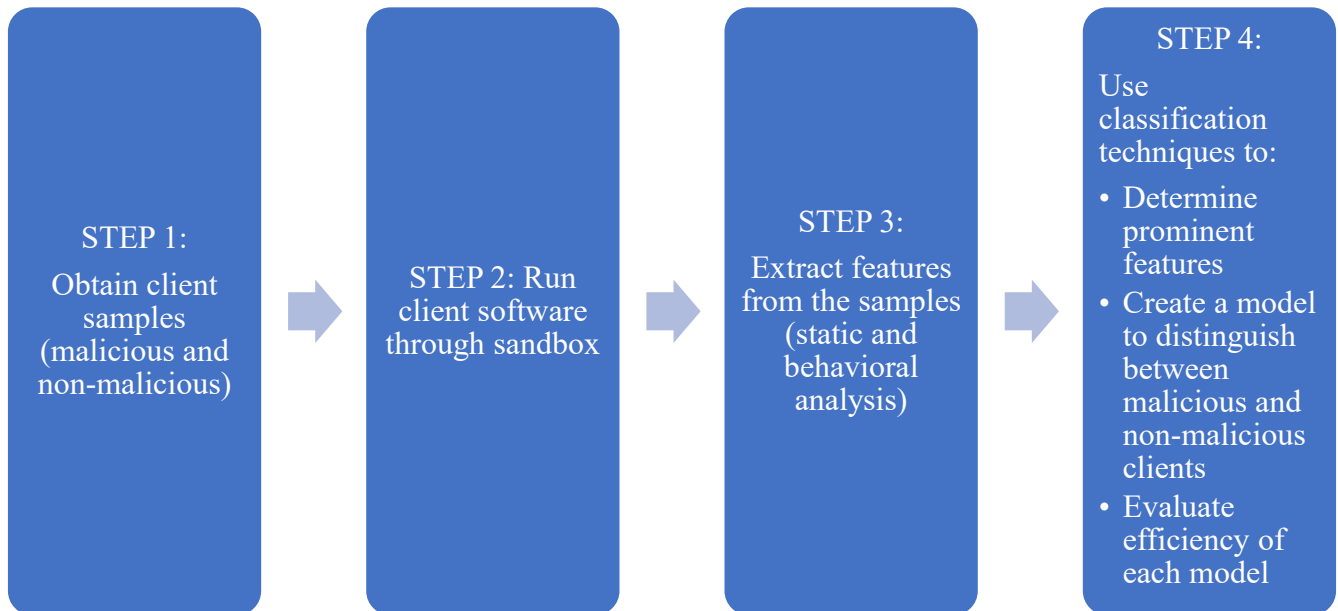 STEP 1:
Obtain client
samples
(malicious and
non-malicious)
STEP 2: Run
client software
through sandbox
STEP 3:
Extract features
from the samples
(static and
behavioral
analysis)
STEP 4:
Use
classification
techniques to:
• Determine
prominent
features
• Create a model
to distinguish
between
malicious and
non-malicious
clients
• Evaluate
efficiency of
each model